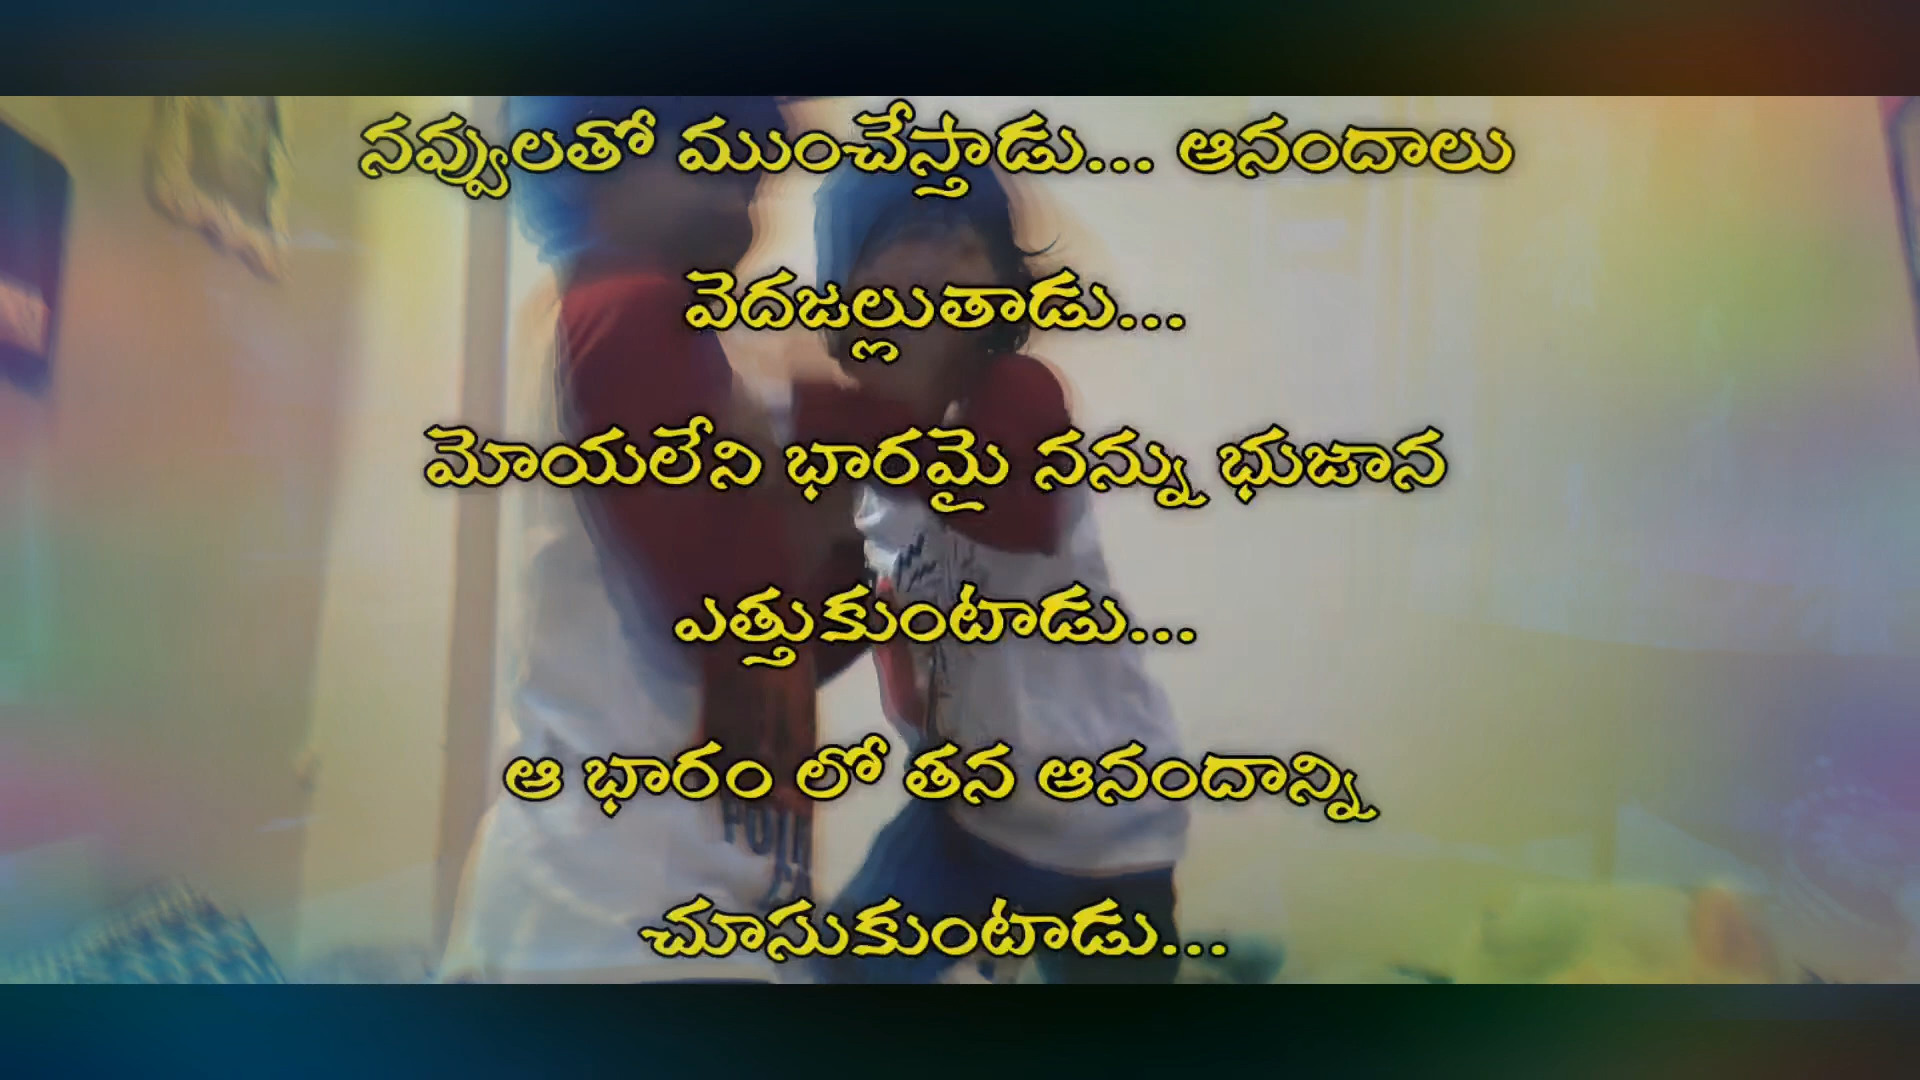 నవ్వులతో ముంచేస్తాడు... ఆనందాలు
వెదజల్లుతాడు...
మోయలేని భారమై నన్ను భుజాన
ఎత్తుకుంటాడు...
ఆ భారం లో తన ఆనందాన్ని
చూసుకుంటాడు...